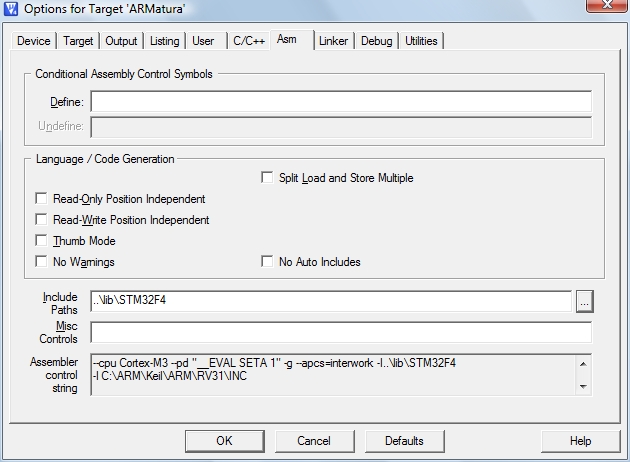 Options for Target 'ARMatura'
Device Target Output Listing User C/C++ Asm Linker Debug Utilities
Conditional Assembly Control Symbols
Define:
Undefine:
Language / Code Generation
Split Load and Store Multiple
Read-Only Position Independent
Read-Write Position Independent
Thumb Mode
No Warnings No Auto Includes
Include Paths ..\lib\STM32F4 ...
Misc Controls
Assembler control string --cpu Cortex-M3 --pd "__EVAL SETA 1" -g --apcs=interwork -I..\lib\STM32F4
-I C:\ARM\Keil\ARM\RV31\INC
OK Cancel Defaults Help